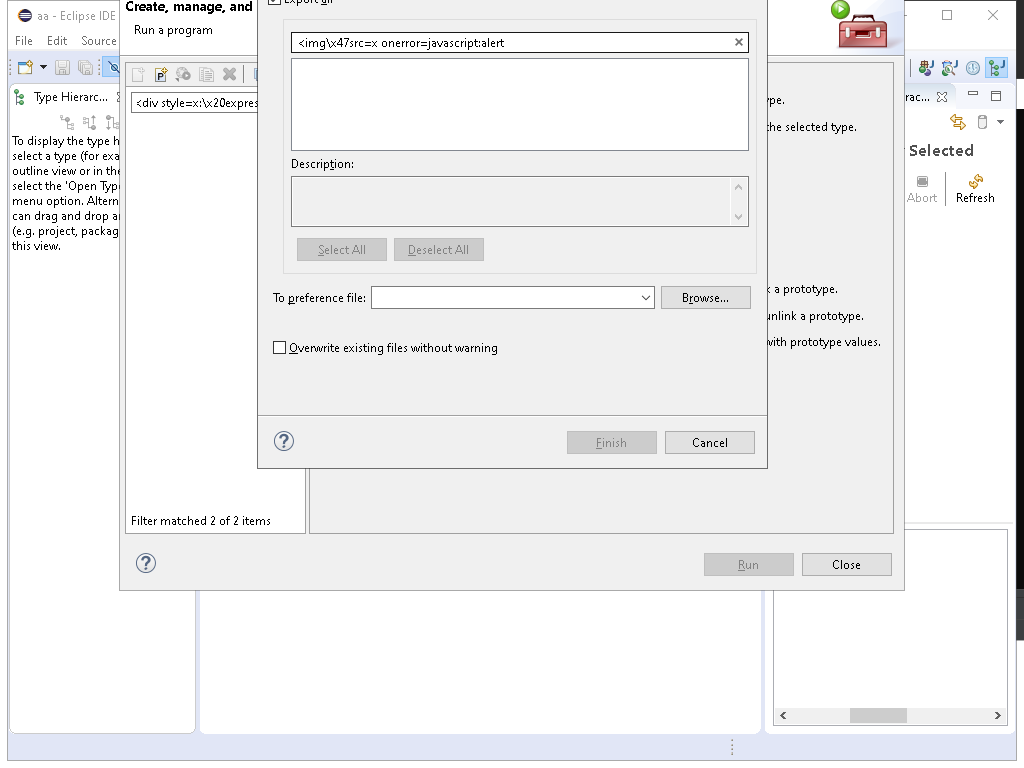 aa - Eclipse IDE
File Edit Source
Type Hierarc...
To display the type h
select a type (for exa
outline view or in the
select the 'Open Type
menu option. Altern
can drag and drop a
(e.g. project, packag
this view.
Create, manage, and
Run a program
<div style=x:\x20expres
Filter matched 2 of 2 items
Export all
<img\x47src=x onerror=javascript:alert
Description:
Select All
Deselect All
To preference file:
Browse...
Overwrite existing files without warning
Finish
Cancel
ype.
the selected type.
k a prototype.
unlink a prototype.
with prototype values.
Run
Close
rac...
Selected
Abort
Refresh